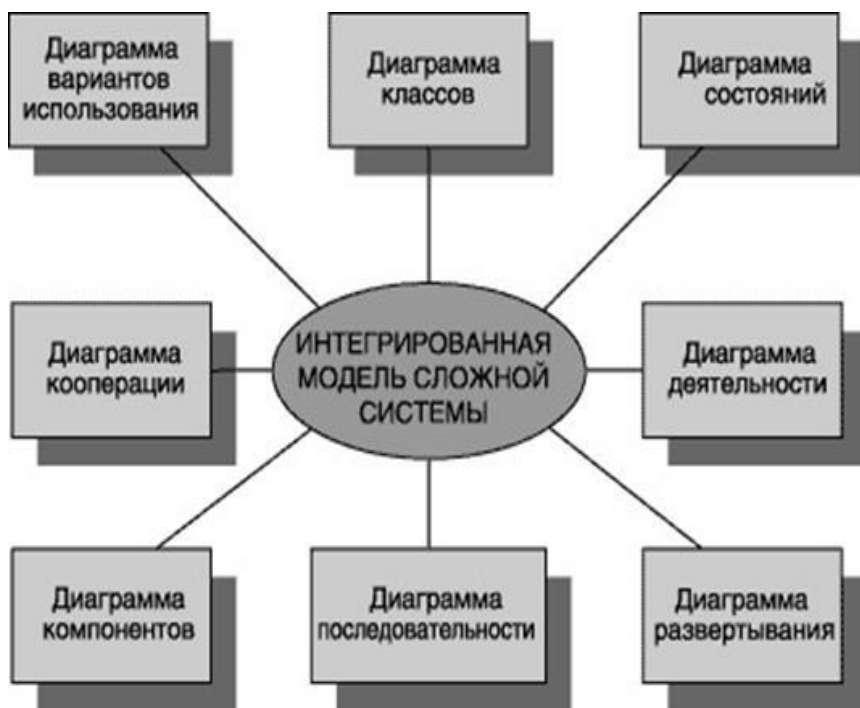 Диаграмма
вариантов
использования
Диаграмма
классов
Диаграмма
состояний
Диаграмма
кооперации
ИНТЕГРИРОВАННАЯ
МОДЕЛЬ СЛОЖНОЙ
СИСТЕМЫ
Диаграмма
деятельности
Диаграмма
компонентов
Диаграмма
последовательности
Диаграмма
развертывания